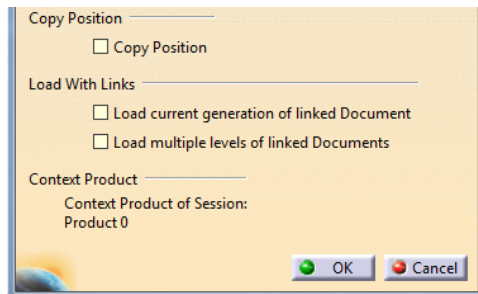 Copy Position
Copy Position
Load With Links
Load current generation of linked Document
Load multiple levels of linked Documents
Context Product
Context Product of Session:
Product 0
OK Cancel